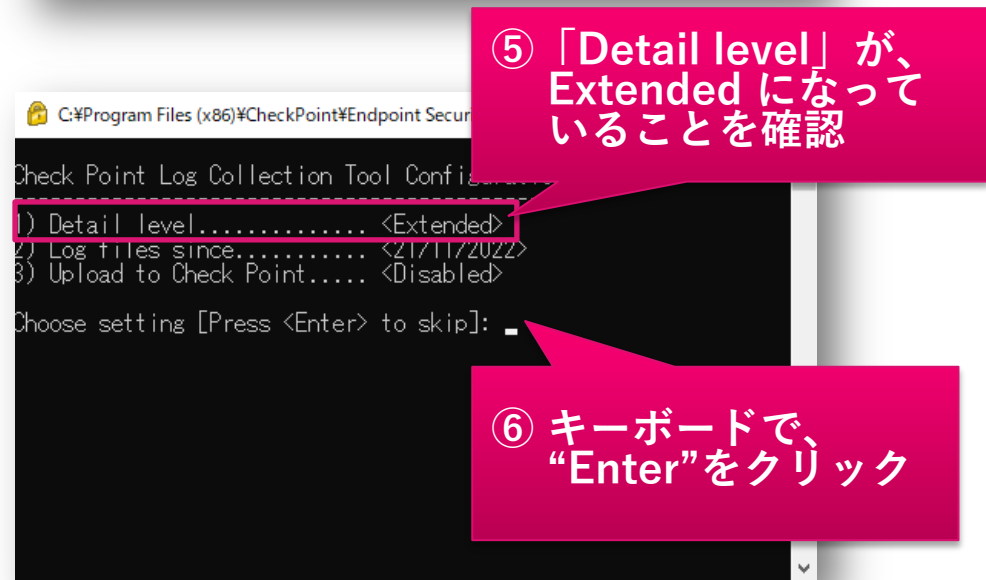 ⑤「Detail level」が、
Extended になって
いることを確認
C:¥Program Files (x86)¥CheckPoint¥Endpoint Secur
Check Point Log Collection Tool Configuratio
1) Detail level.............. <Extended>
2) Log files since........... <21/11/2022>
3) Upload to Check Point..... <Disabled>
Choose setting [Press <Enter> to skip]: _
⑥ キーボードで、
“Enter”をクリック